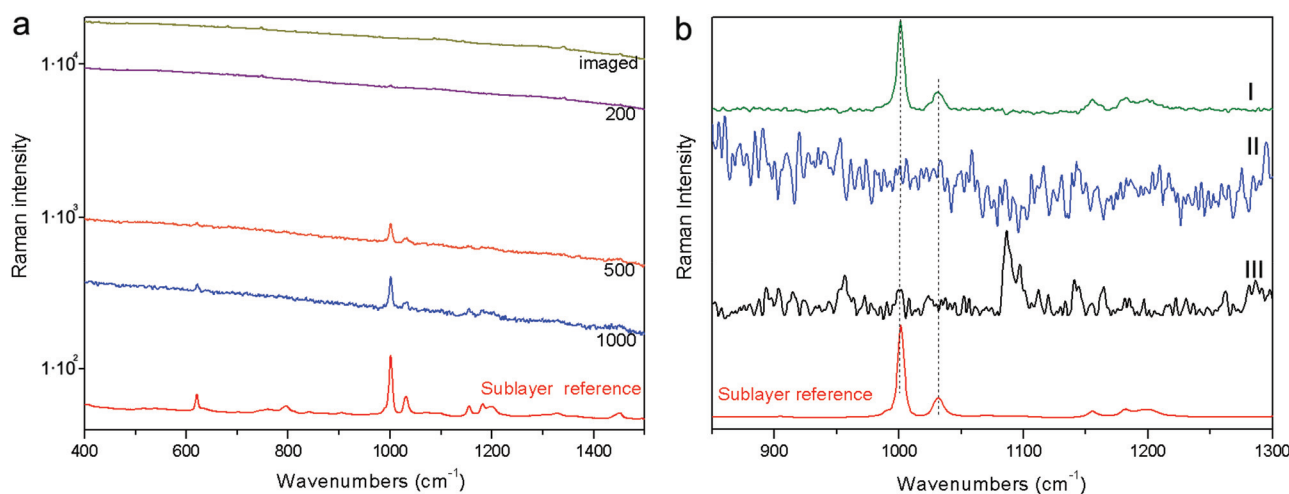 a
Raman intensity
1·10⁴
1·10³
1·10²
imaged
200
500
1000
Sublayer reference
400 600 800 1000 1200 1400
Wavenumbers (cm⁻¹)
b
Raman Intensity
I
II
III
Sublayer reference
900 1000 1100 1200 1300
Wavenumbers (cm⁻¹)